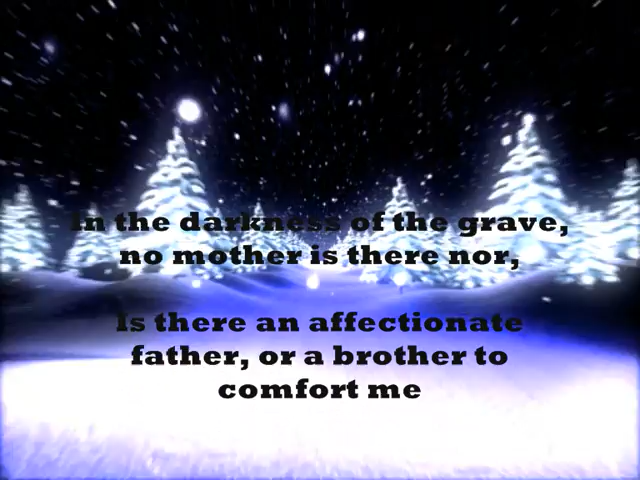 In the darkness of the grave,
no mother is there nor,
Is there an affectionate
father, or a brother to
comfort me